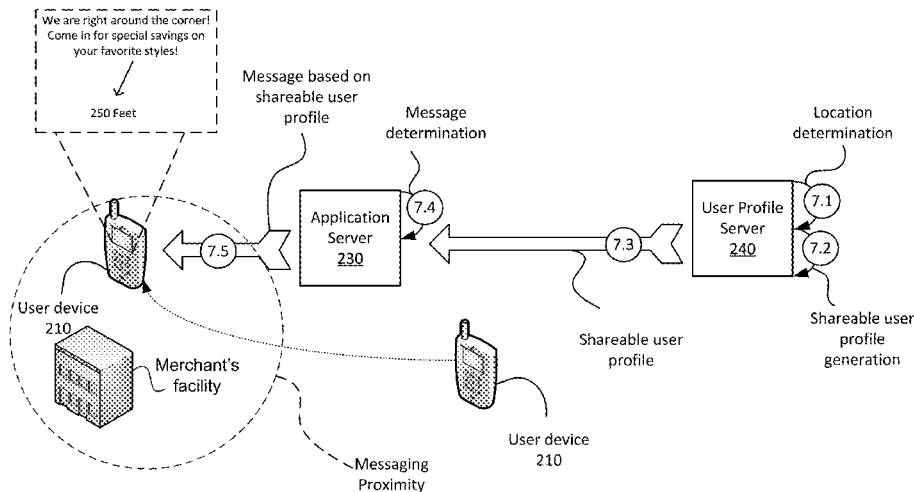 We are right around the corner!
Come in for special savings on
your favorite styles!
250 Feet
Message based on
shareable user
profile
Message
determination
Location
determination
Application
Server
230
7.4
User Profile
Server
240
7.1
7.2
7.5
7.3
User device
210
Shareable user
profile
Shareable user
profile
generation
Merchant's
facility
User device
210
Messaging
Proximity